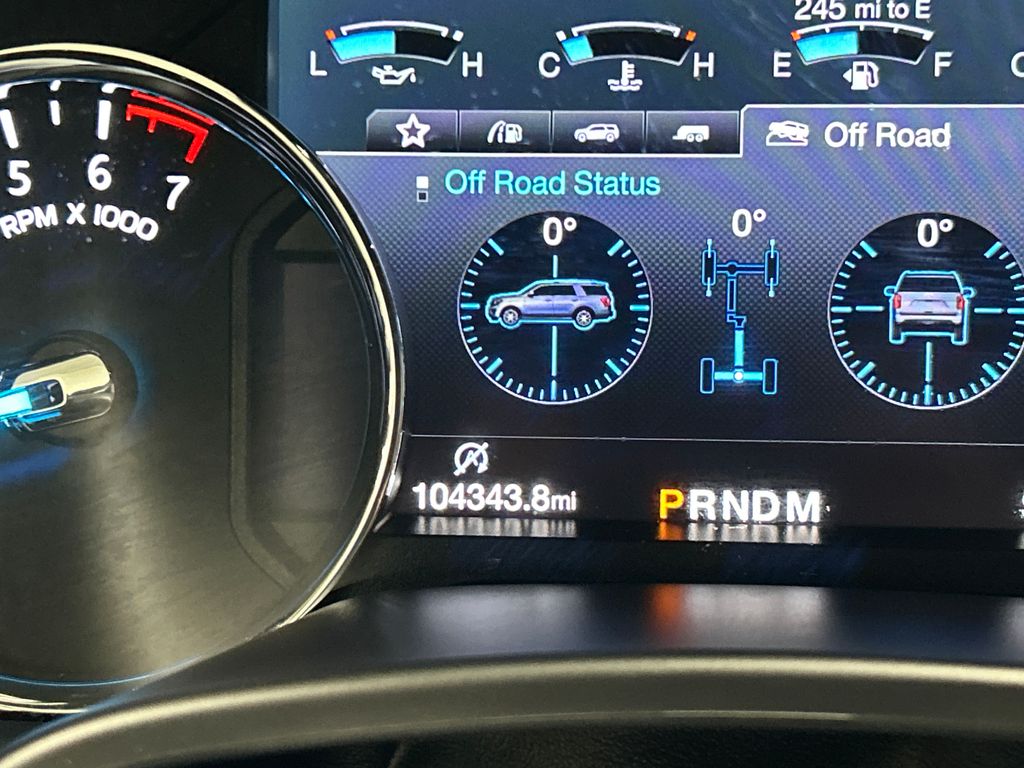 245 mi to E
L H
C H
E F
C
Off Road
Off Road Status
0°
0°
0°
5
6
7
RPM X 1000
104343.8mi
PRNDM